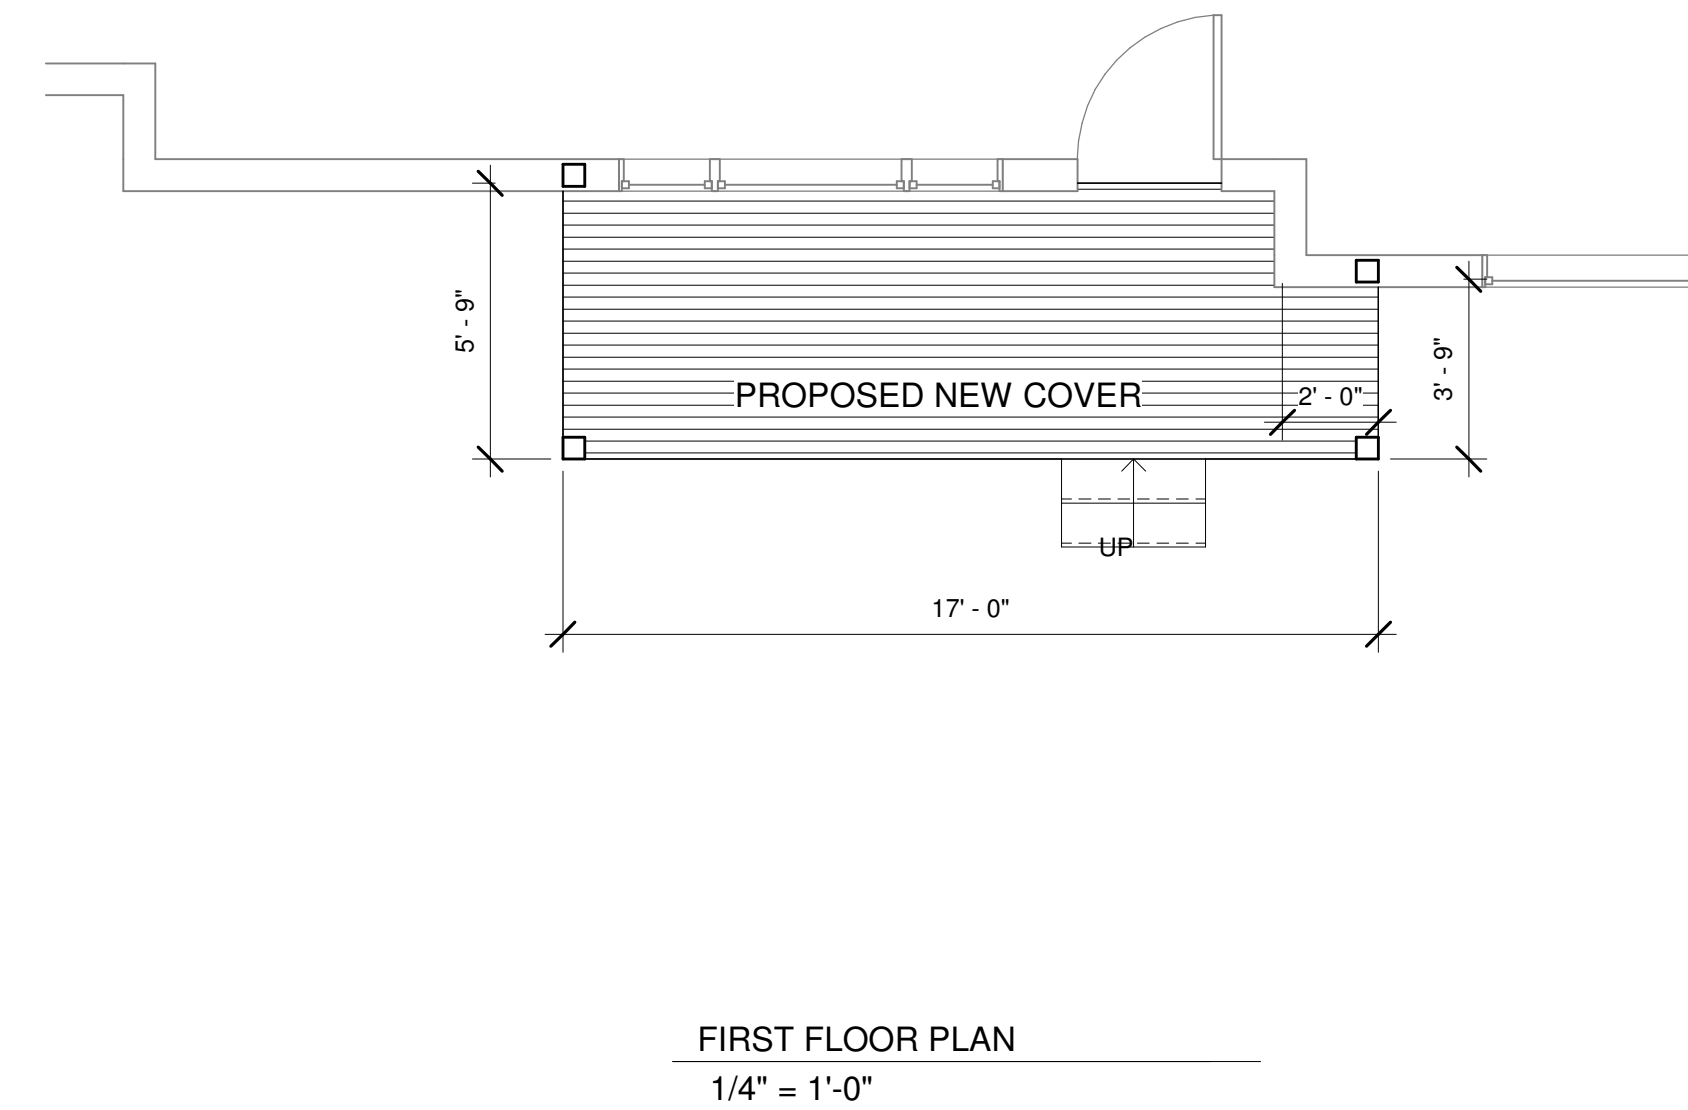 5' - 9"
3' - 9"
PROPOSED NEW COVER
2' - 0"
UP
17' - 0"
FIRST FLOOR PLAN
1/4" = 1'-0"